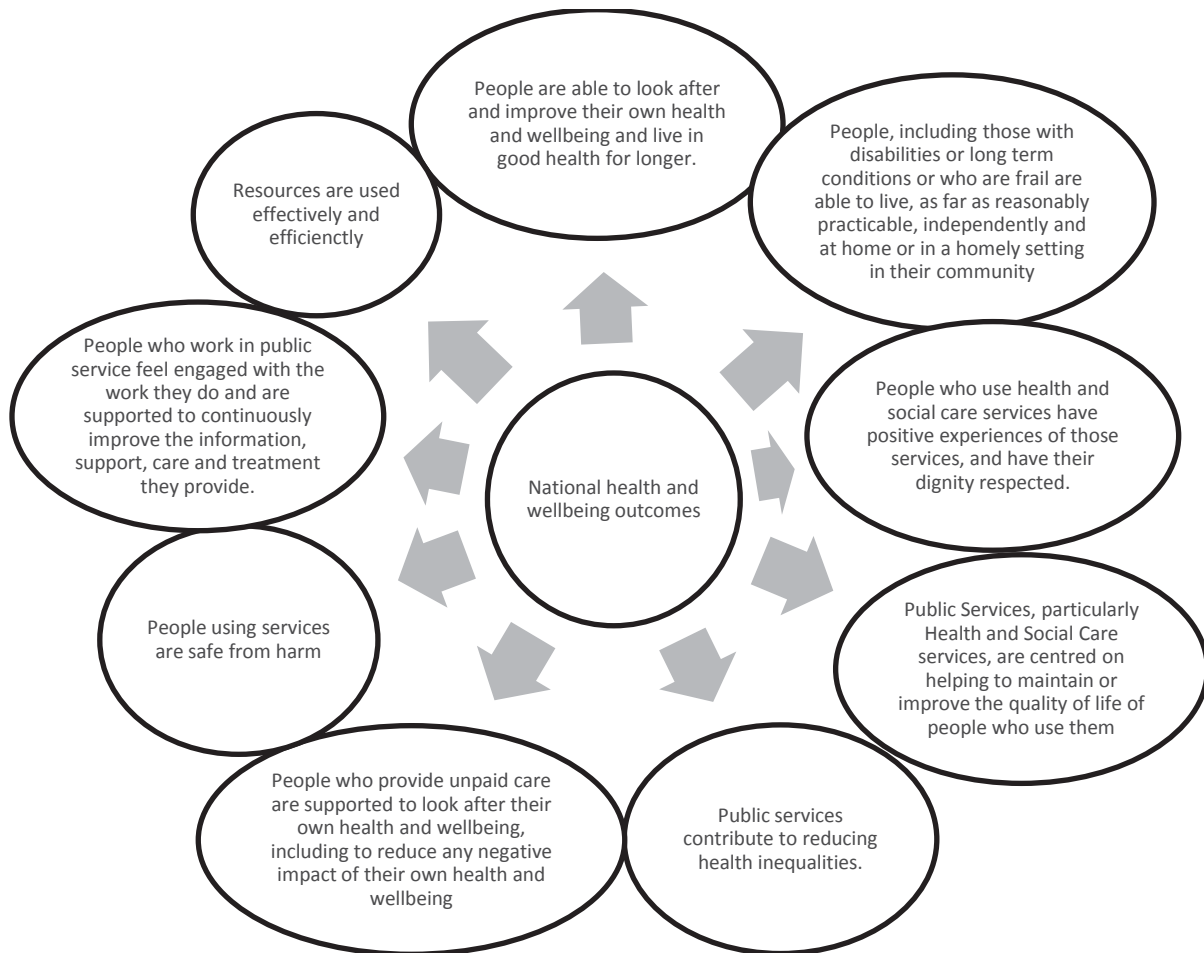 People are able to look after
and improve their own health
and wellbeing and live in
good health for longer.
People, including those with
disabilities or long term
conditions or who are frail are
able to live, as far as reasonably
practicable, independently and
at home or in a homely setting
in their community
People who use health and
social care services have
positive experiences of those
services, and have their
dignity respected.
Public Services, particularly
Health and Social Care
services, are centred on
helping to maintain or
improve the quality of life of
people who use them
Public services
contribute to reducing
health inequalities.
People who provide unpaid care
are supported to look after their
own health and wellbeing,
including to reduce any negative
impact of their own health and
wellbeing
People using services
are safe from harm
People who work in public
service feel engaged with the
work they do and are
supported to continuously
improve the information,
support, care and treatment
they provide.
Resources are used
effectively and
efficienctly
National health and
wellbeing outcomes